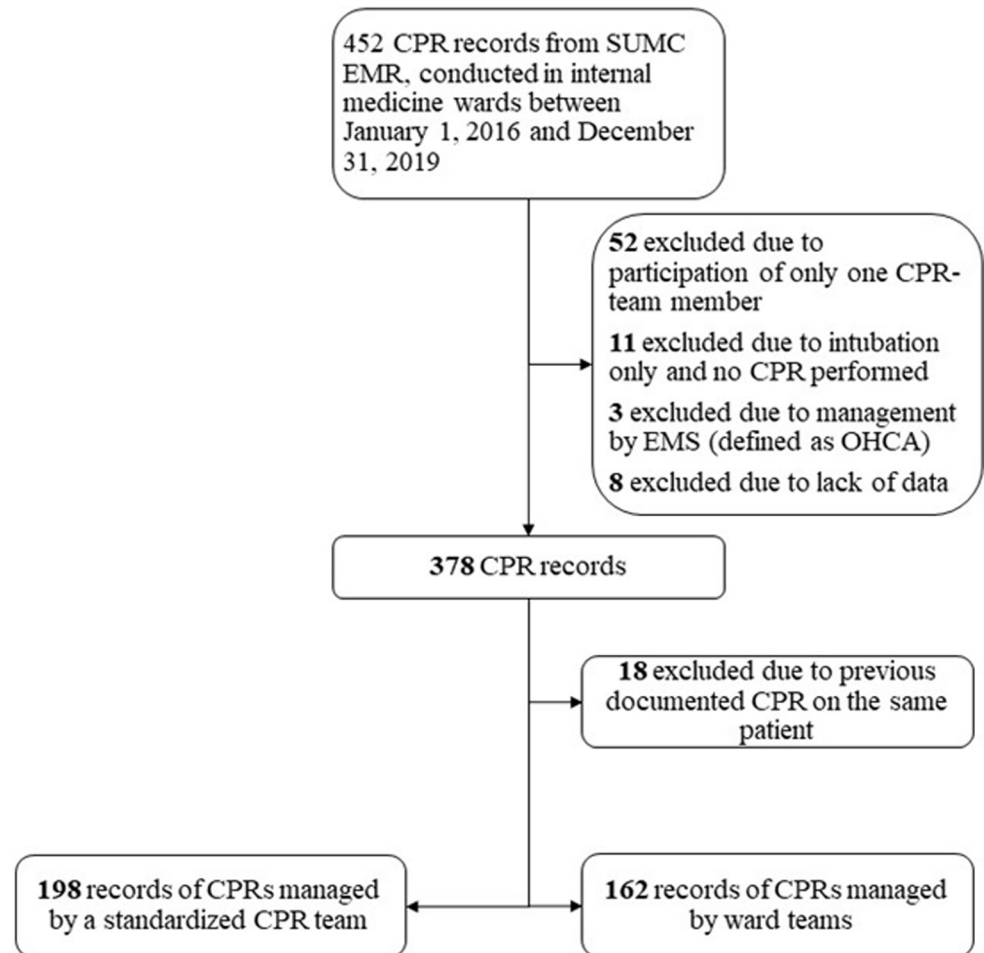 452 CPR records from SUMC
EMR, conducted in internal
medicine wards between
January 1, 2016 and December
31, 2019
52 excluded due to
participation of only one CPR-
team member
11 excluded due to intubation
only and no CPR performed
3 excluded due to management
by EMS (defined as OHCA)
8 excluded due to lack of data
378 CPR records
18 excluded due to previous
documented CPR on the same
patient
198 records of CPRs managed
by a standardized CPR team
162 records of CPRs managed
by ward teams